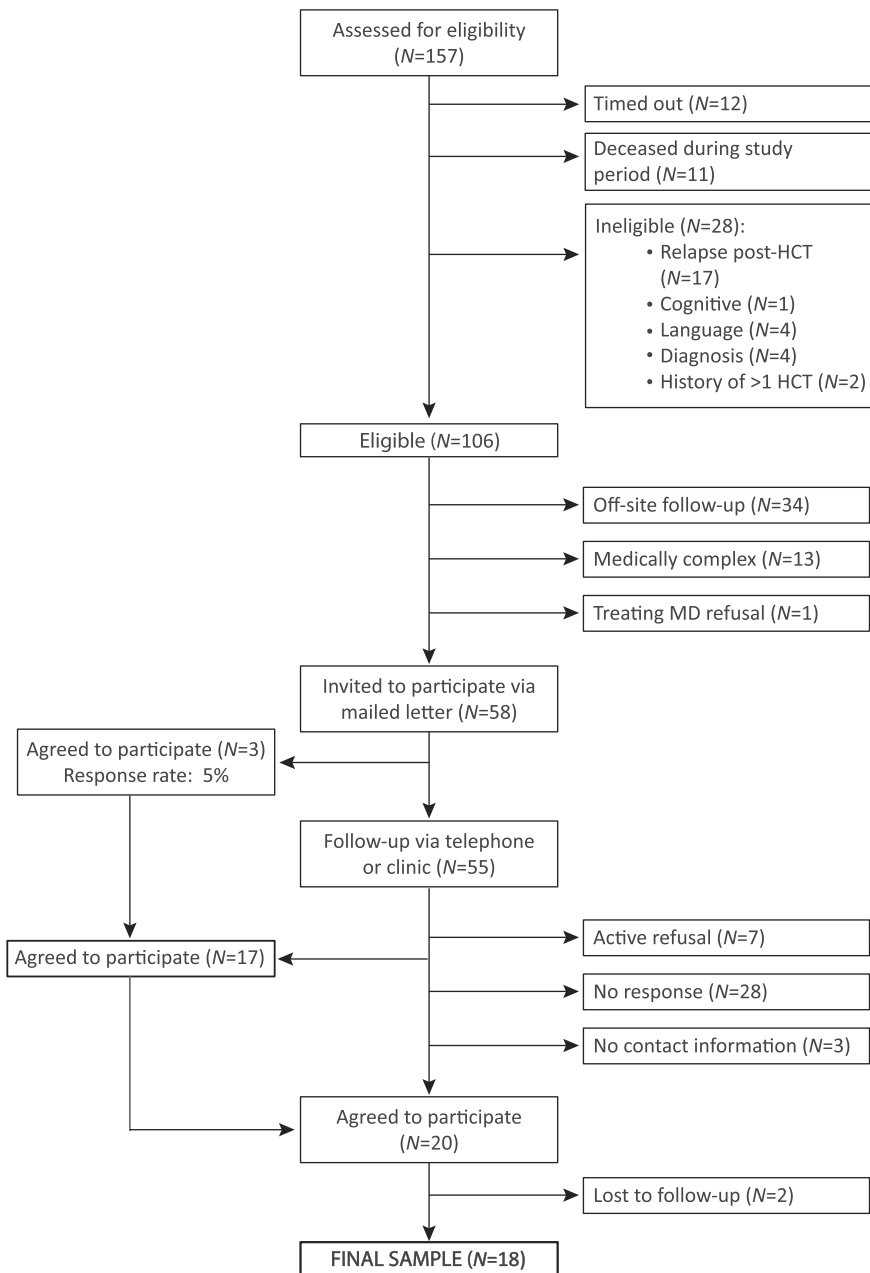 Assessed for eligibility
(N=157)
Timed out (N=12)
Deceased during study
period (N=11)
Ineligible (N=28):
• Relapse post-HCT
(N=17)
• Cognitive (N=1)
• Language (N=4)
• Diagnosis (N=4)
• History of >1 HCT (N=2)
Eligible (N=106)
Off-site follow-up (N=34)
Medically complex (N=13)
Treating MD refusal (N=1)
Invited to participate via
mailed letter (N=58)
Agreed to participate (N=3)
Response rate: 5%
Follow-up via telephone
or clinic (N=55)
Active refusal (N=7)
Agreed to participate (N=17)
No response (N=28)
No contact information (N=3)
Agreed to participate
(N=20)
Lost to follow-up (N=2)
FINAL SAMPLE (N=18)